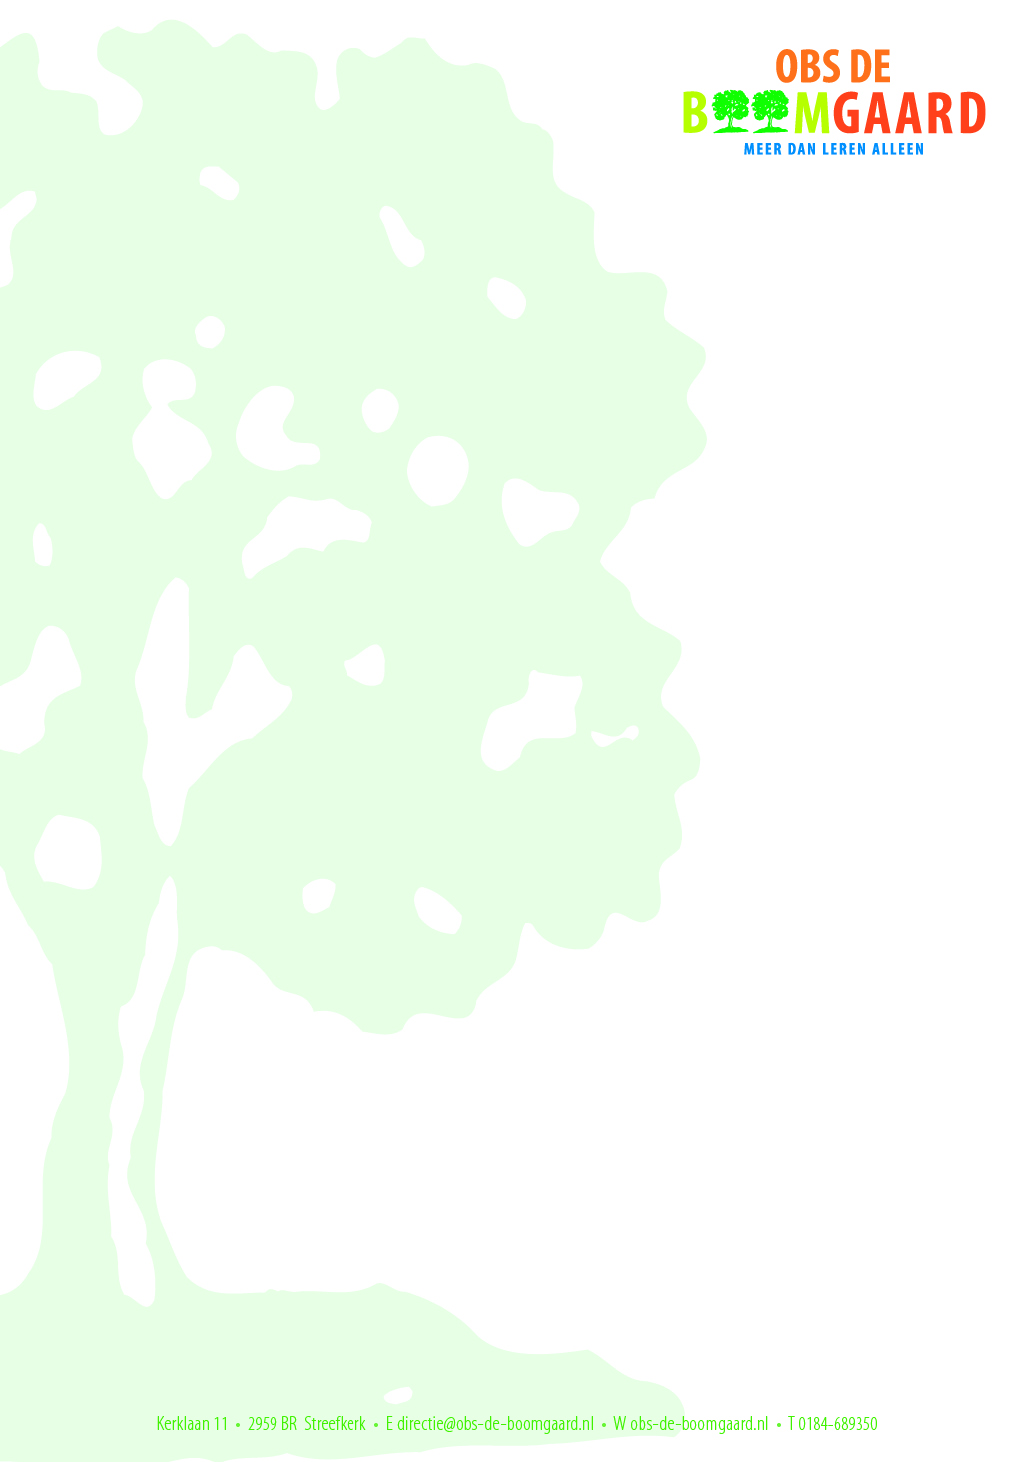 OBS DE
BOOMGAARD
MEER DAN LEREN ALLEEN
Kerklaan 11 • 2959 BR Streefkerk • E directie@obs-de-boomgaard.nl • W obs-de-boomgaard.nl • T 0184-689350